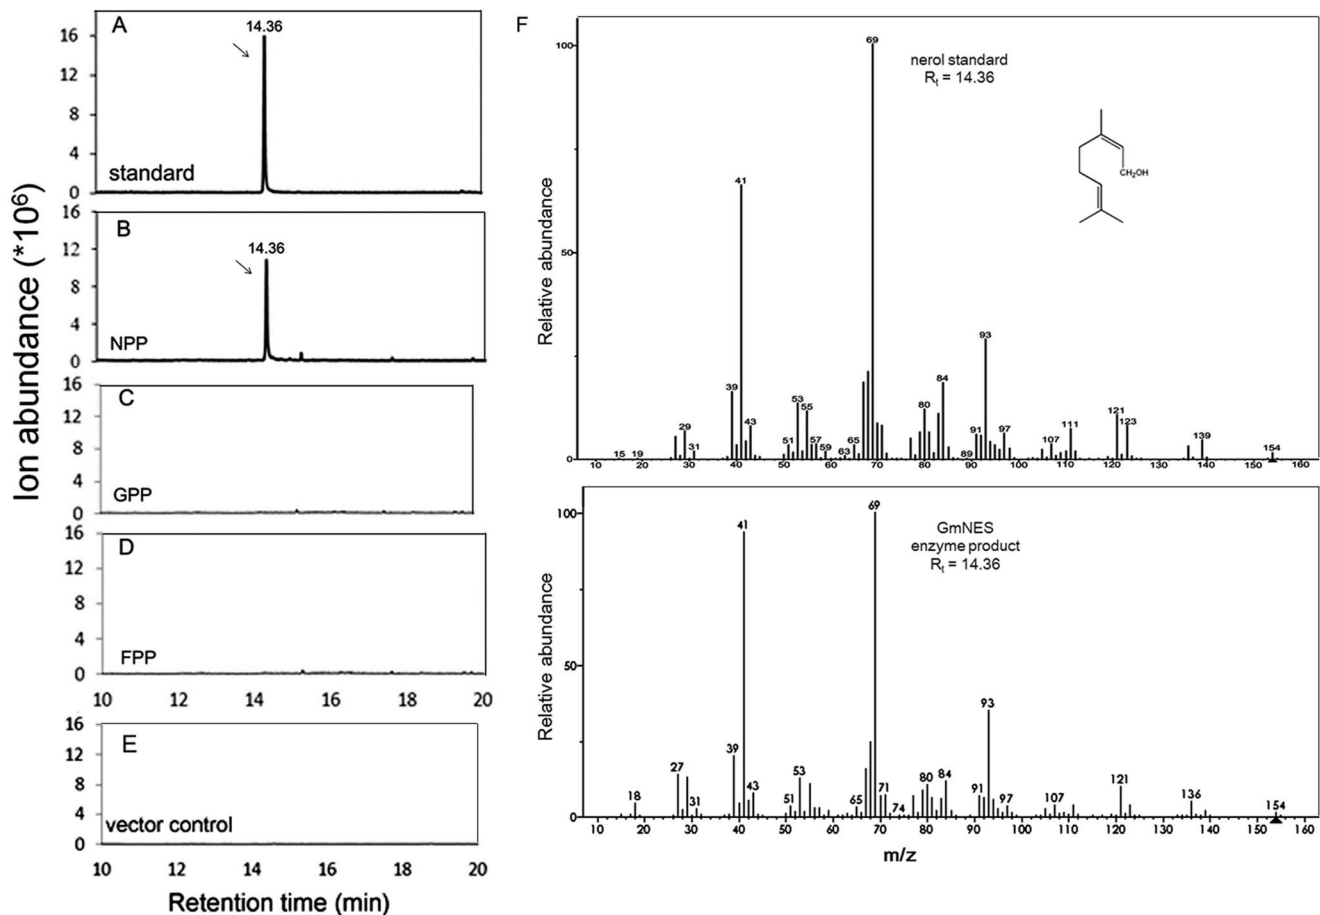 Ion abundance (*10⁶)
A
14.36
16
12
8
4
0
standard
B
14.36
16
12
8
4
0
NPP
C
16
12
8
4
0
GPP
D
16
12
8
4
0
FPP
10 12 14 16 18 20
E
16
12
8
4
0
vector control
10 12 14 16 18 20
Retention time (min)
F
Relative abundance
100
50
0
nerol standard
Rt = 14.36
CH₂OH
15 19 29 31 39 41 43 51 53 55 57 59 63 65 69 80 84 89 91 93 97 107 111 121 123 139 154
10 20 30 40 50 60 70 80 90 100 110 120 130 140 150 160
Relative abundance
100
50
0
GmNES
enzyme product
Rt = 14.36
18 27 31 39 41 43 51 53 65 69 71 74 80 84 91 93 97 107 121 136 154
10 20 30 40 50 60 70 80 90 100 110 120 130 140 150 160
m/z